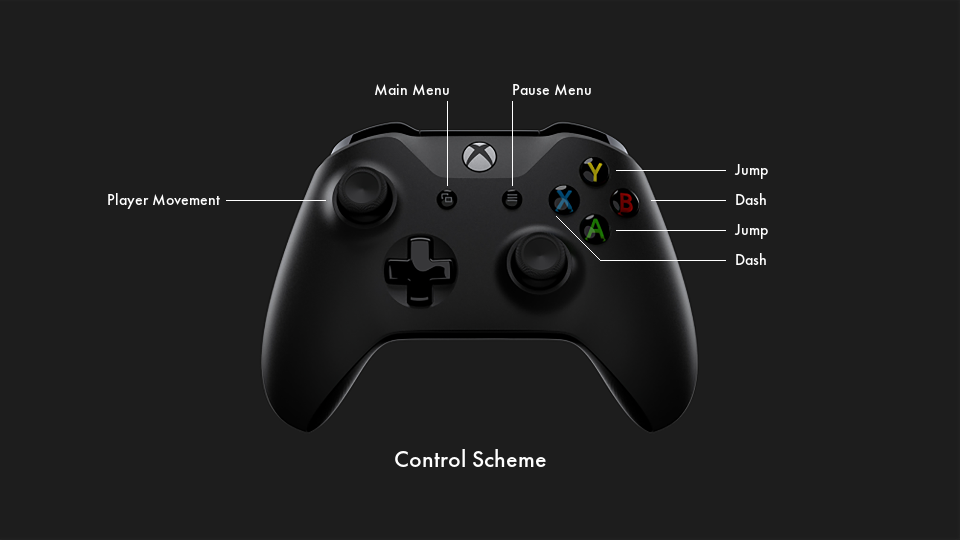 Main Menu
Pause Menu
Player Movement
Y
Jump
X
B
Dash
A
Jump
Dash
Control Scheme